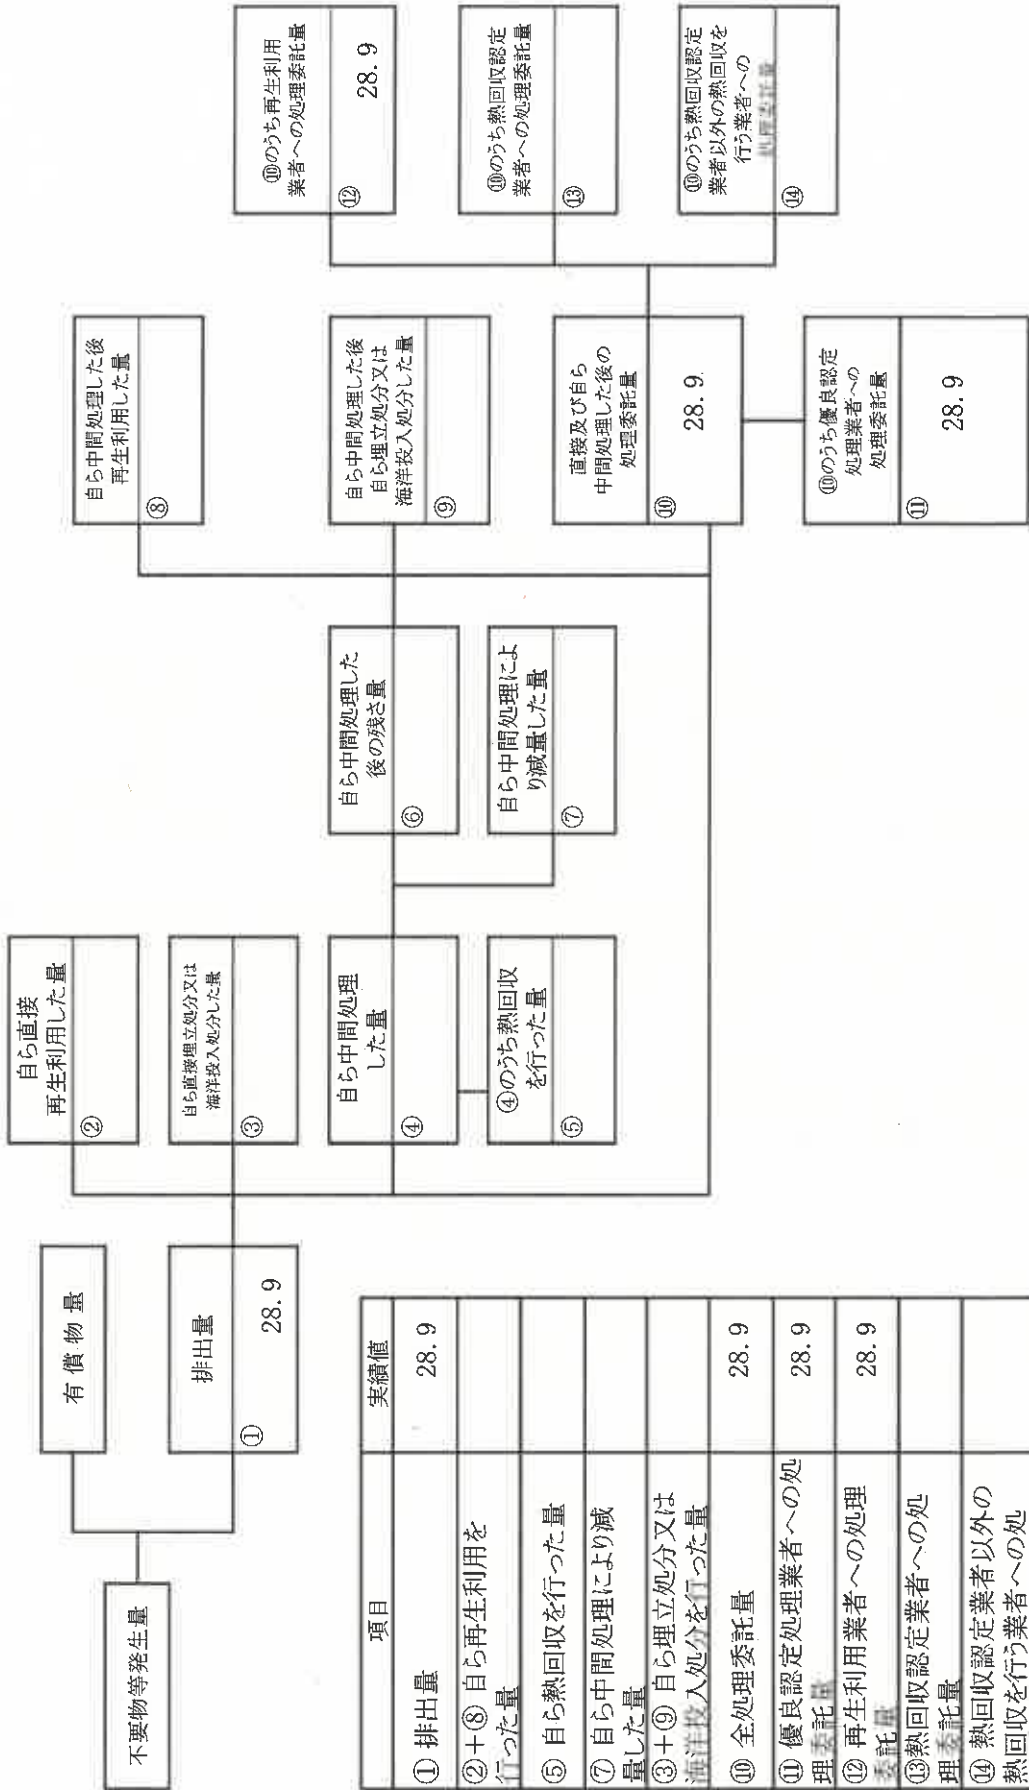 不要物等発生量
有 償 物 量
排出量
①
28.9
自ら直接
再生利用した量
②
自ら直接埋立処分又は
海洋投入処分した量
③
自ら中間処理
した量
④
④のうち熱回収
を行った量
⑤
自ら中間処理した
後の残さ量
⑥
自ら中間処理によ
り減量した量
⑦
自ら中間処理した後
再生利用した量
⑧
自ら中間処理した後
自ら埋立処分又は
海洋投入処分した量
⑨
直接及び自ら
中間処理した後の
処理委託量
⑩
28.9
⑩のうち優良認定
処理業者への
処理委託量
⑪
28.9
⑩のうち再生利用
業者への処理委託量
⑫
28.9
⑩のうち熱回収認定
業者への処理委託量
⑬
⑩のうち熱回収認定
業者以外の熱回収を
行う業者への
処理委託量
⑭
項目 実績値
① 排出量 28.9
②+⑧ 自ら再生利用を
行った量
⑤ 自ら熱回収を行った量
⑦ 自ら中間処理により減
量した量
③+⑨ 自ら埋立処分又は
海洋投入処分を行った量
⑩ 全処理委託量 28.9
⑪ 優良認定処理業者への処
理委託量 28.9
⑫ 再生利用業者への処理
委託量 28.9
⑬熱回収認定業者への処
理委託量
⑭ 熱回収認定業者以外の
熱回収を行う業者への処